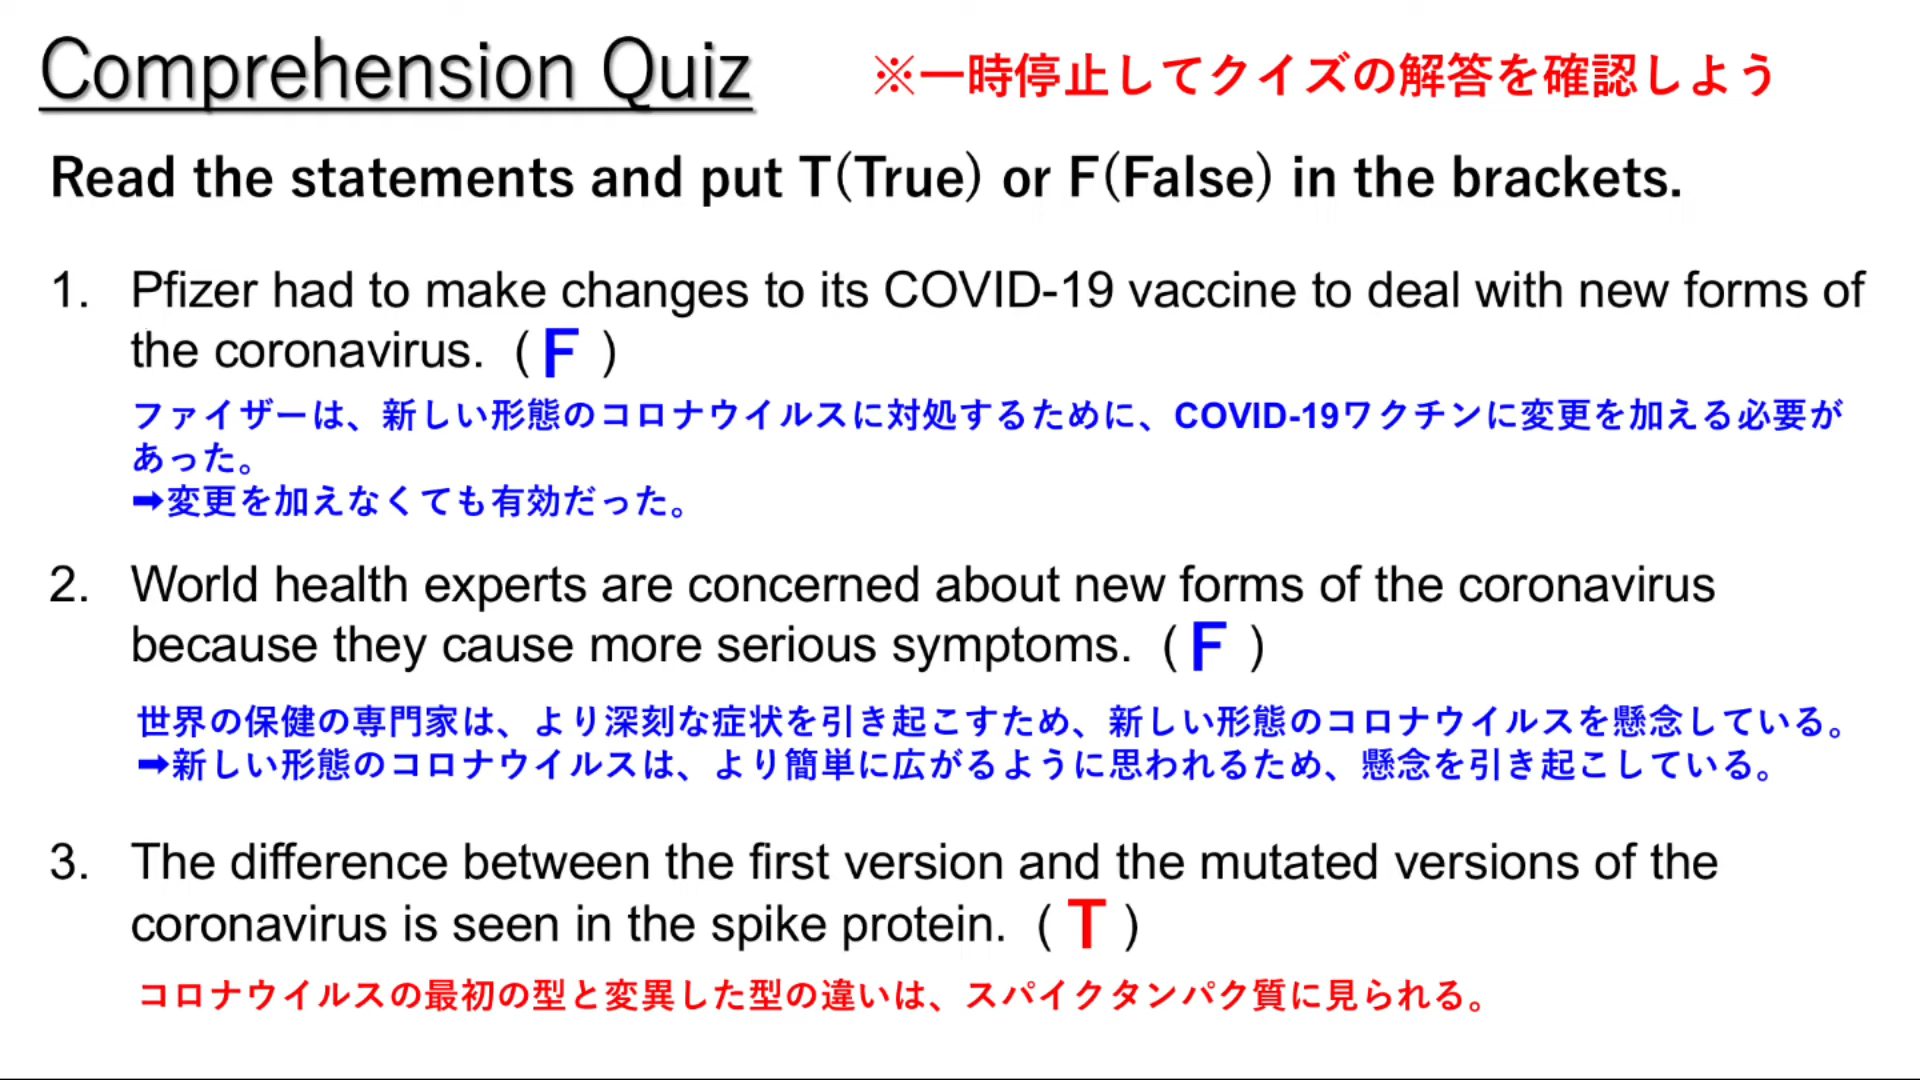 Comprehension Quiz
※一時停止してクイズの解答を確認しよう
Read the statements and put T(True) or F(False) in the brackets.
1. Pfizer had to make changes to its COVID-19 vaccine to deal with new forms of
the coronavirus. ( F )
ファイザーは、新しい形態のコロナウイルスに対処するために、COVID-19ワクチンに変更を加える必要が
あった。
➡変更を加えなくても有効だった。
2. World health experts are concerned about new forms of the coronavirus
because they cause more serious symptoms. ( F )
世界の保健の専門家は、より深刻な症状を引き起こすため、新しい形態のコロナウイルスを懸念している。
➡新しい形態のコロナウイルスは、より簡単に広がるように思われるため、懸念を引き起こしている。
3. The difference between the first version and the mutated versions of the
coronavirus is seen in the spike protein. ( T )
コロナウイルスの最初の型と変異した型の違いは、スパイクタンパク質に見られる。